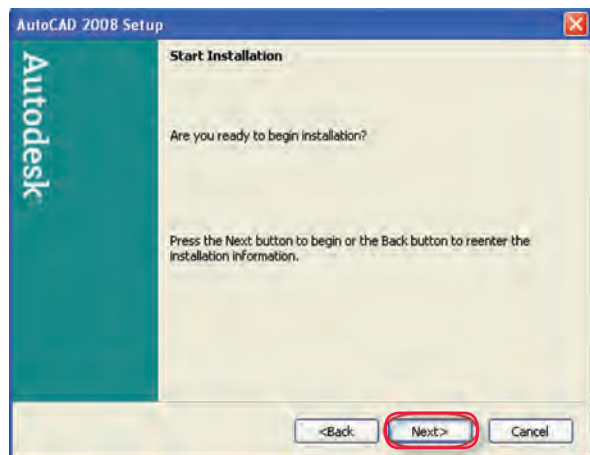 AutoCAD 2008 Setup
Autodesk
Start Installation
Are you ready to begin installation?
Press the Next button to begin or the Back button to reenter the
installation information.
<Back
Next>
Cancel